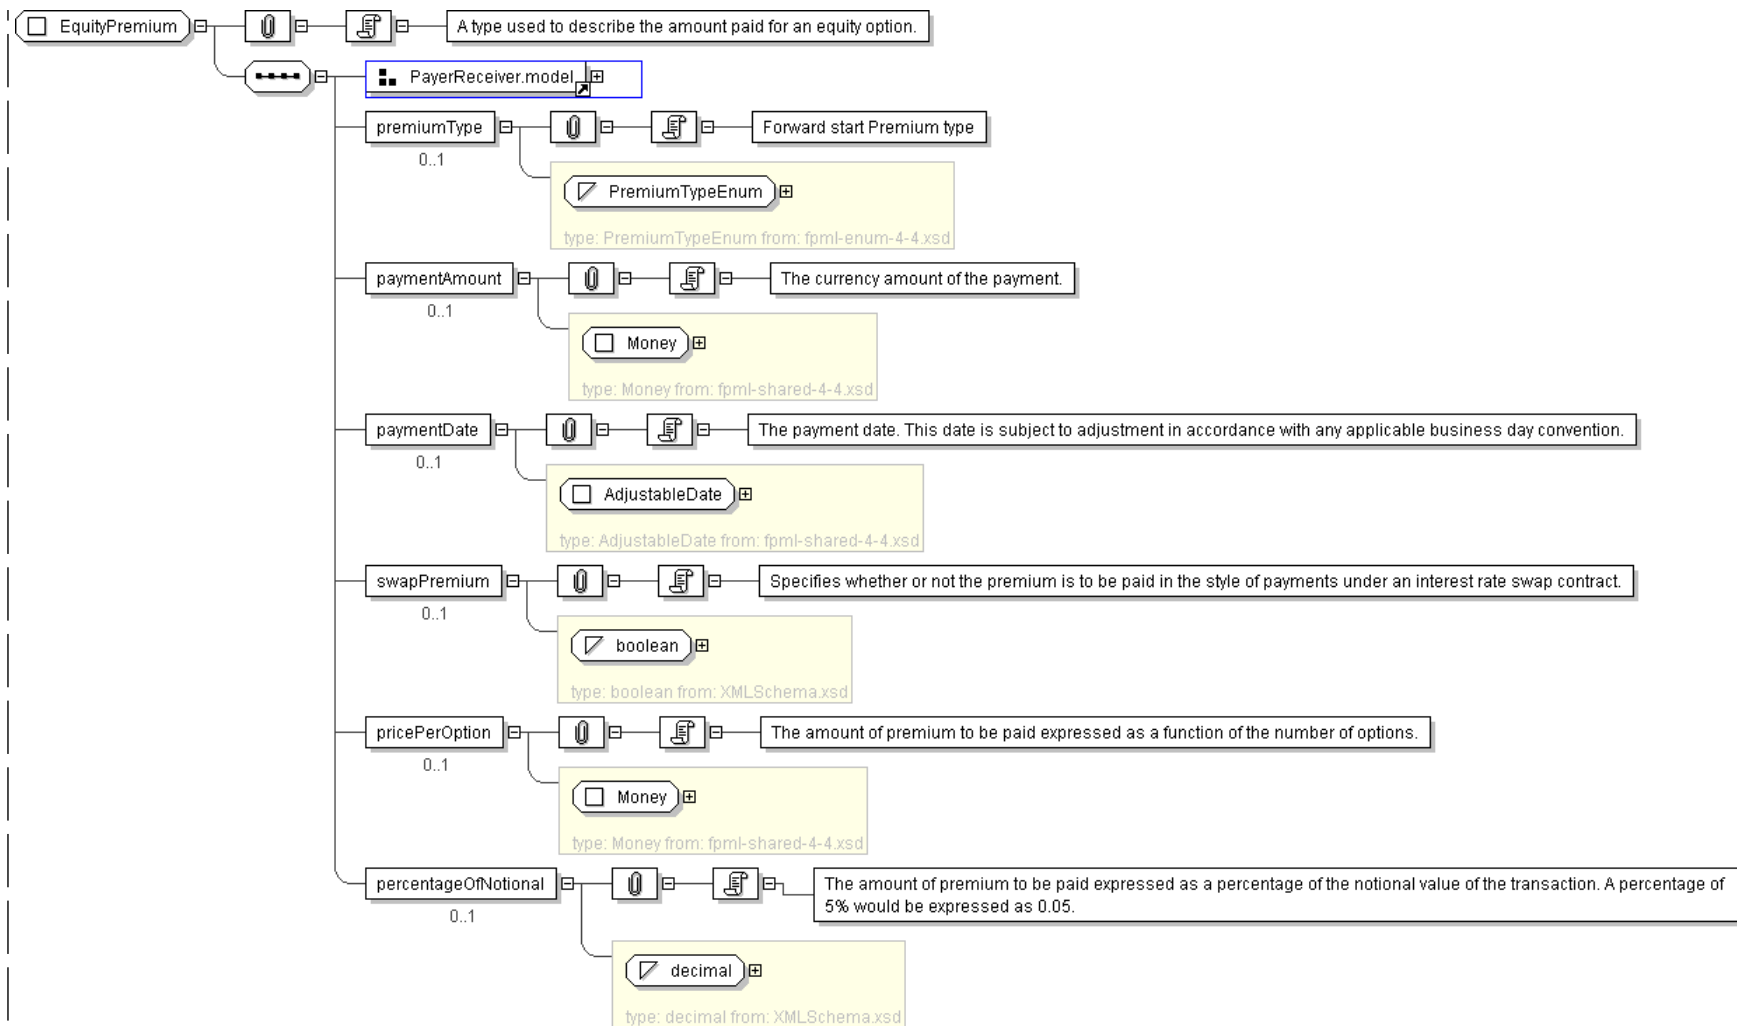 EquityPremium
A type used to describe the amount paid for an equity option.
PayerReceiver.model
premiumType
Forward start Premium type
0..1
PremiumTypeEnum
type: PremiumTypeEnum from: fpml-enum-4-4.xsd
paymentAmount
The currency amount of the payment.
0..1
Money
type: Money from: fpml-shared-4-4.xsd
paymentDate
The payment date. This date is subject to adjustment in accordance with any applicable business day convention.
0..1
AdjustableDate
type: AdjustableDate from: fpml-shared-4-4.xsd
swapPremium
Specifies whether or not the premium is to be paid in the style of payments under an interest rate swap contract.
0..1
boolean
type: boolean from: XMLSchema.xsd
pricePerOption
The amount of premium to be paid expressed as a function of the number of options.
0..1
Money
type: Money from: fpml-shared-4-4.xsd
percentageOfNotional
The amount of premium to be paid expressed as a percentage of the notional value of the transaction. A percentage of
5% would be expressed as 0.05.
0..1
decimal
type: decimal from: XMLSchema.xsd